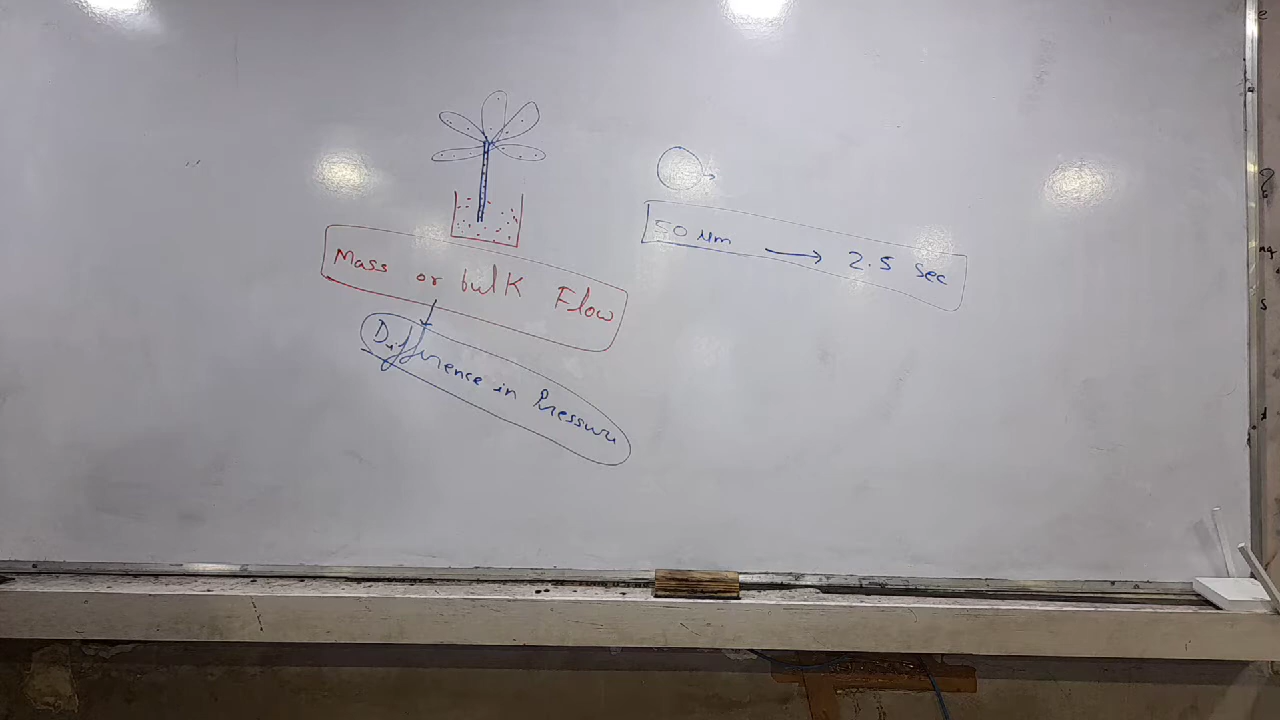 50 μm → 2.5 sec
Mass or bulk Flow
Difference in Pressure